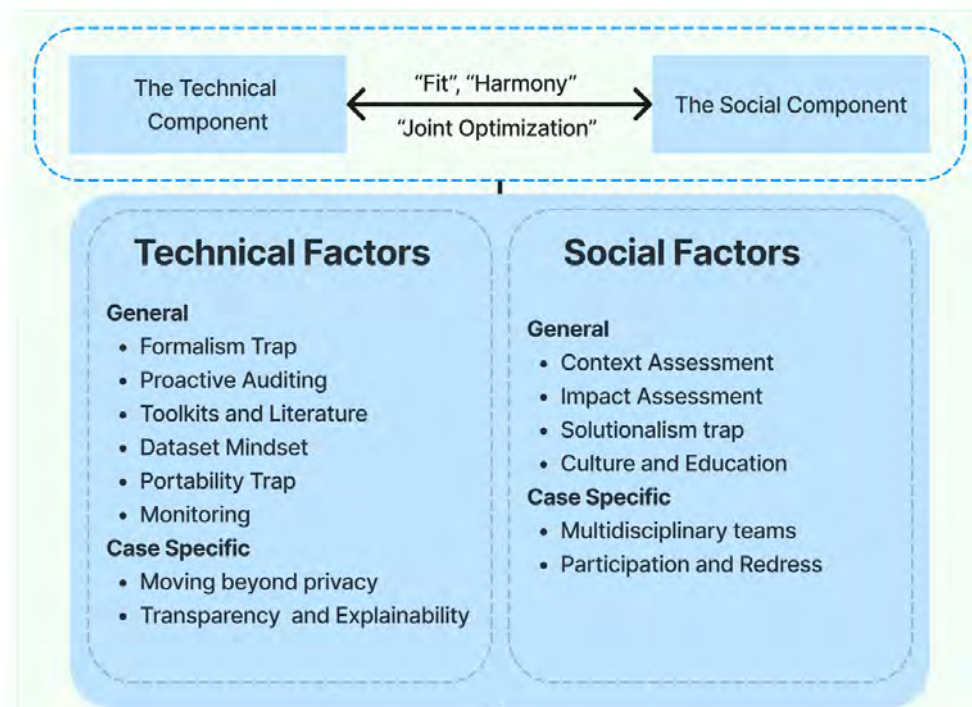 The Technical
Component
“Fit”, “Harmony”
“Joint Optimization”
The Social Component
Technical Factors
General
• Formalism Trap
• Proactive Auditing
• Toolkits and Literature
• Dataset Mindset
• Portability Trap
• Monitoring
Case Specific
• Moving beyond privacy
• Transparency and Explainability
Social Factors
General
• Context Assessment
• Impact Assessment
• Solutionalism trap
• Culture and Education
Case Specific
• Multidisciplinary teams
• Participation and Redress